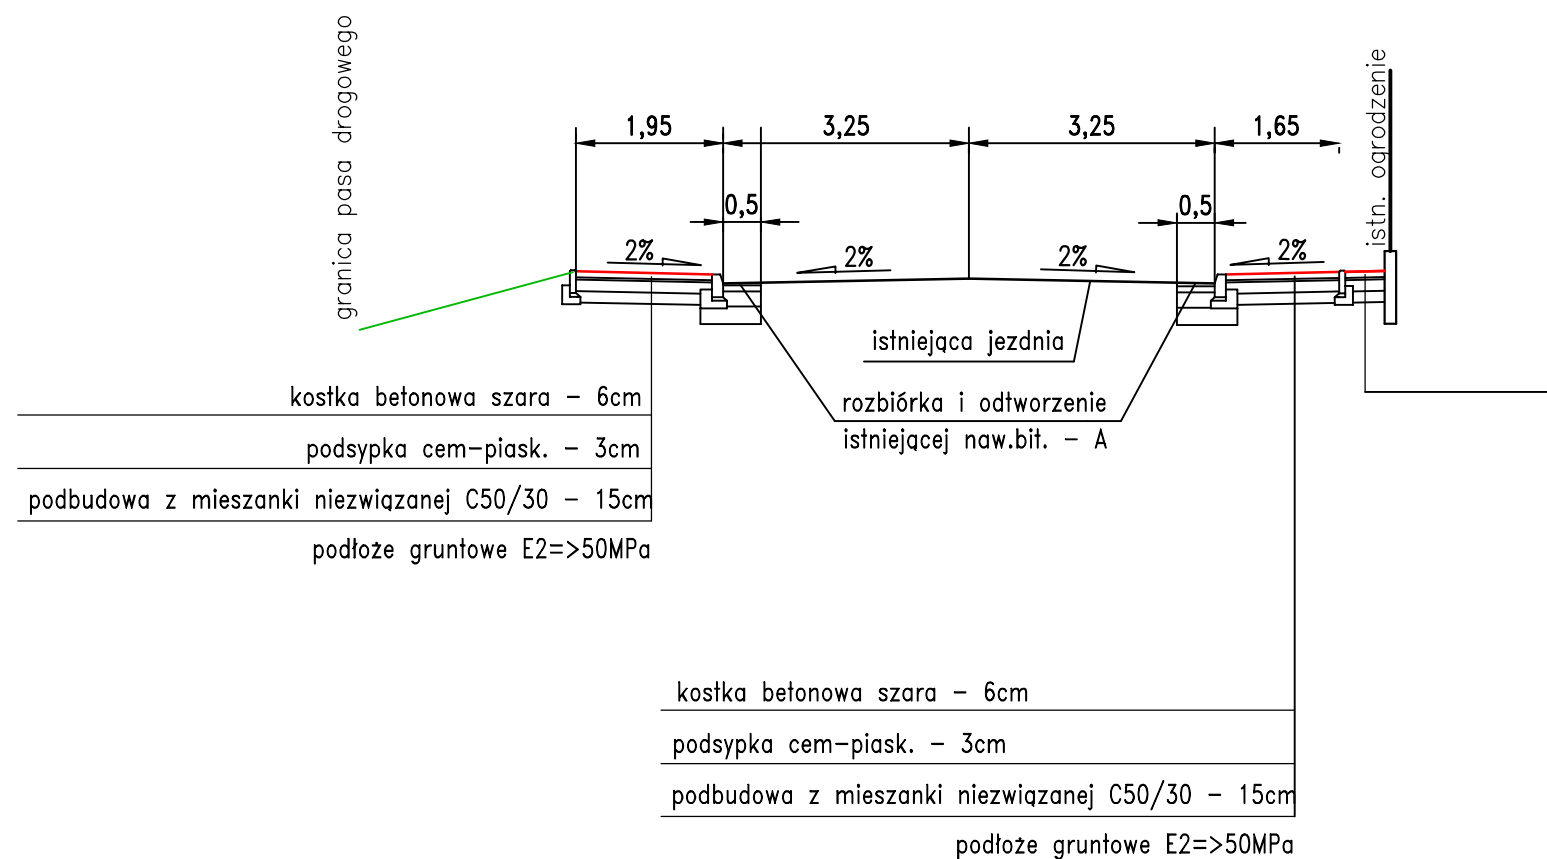 granica pasa drogowego
istn. ogrodzenie
1,95
3,25
3,25
1,65
0,5
0,5
2%
2%
2%
2%
istniejąca jezdnia
rozbiórka i odtworzenie
istniejącej naw.bit. – A
kostka betonowa szara – 6cm
podsypka cem–piask. – 3cm
podbudowa z mieszanki niezwiązanej C50/30 – 15cm
podłoże gruntowe E2=>50MPa
kostka betonowa szara – 6cm
podsypka cem–piask. – 3cm
podbudowa z mieszanki niezwiązanej C50/30 – 15cm
podłoże gruntowe E2=>50MPa